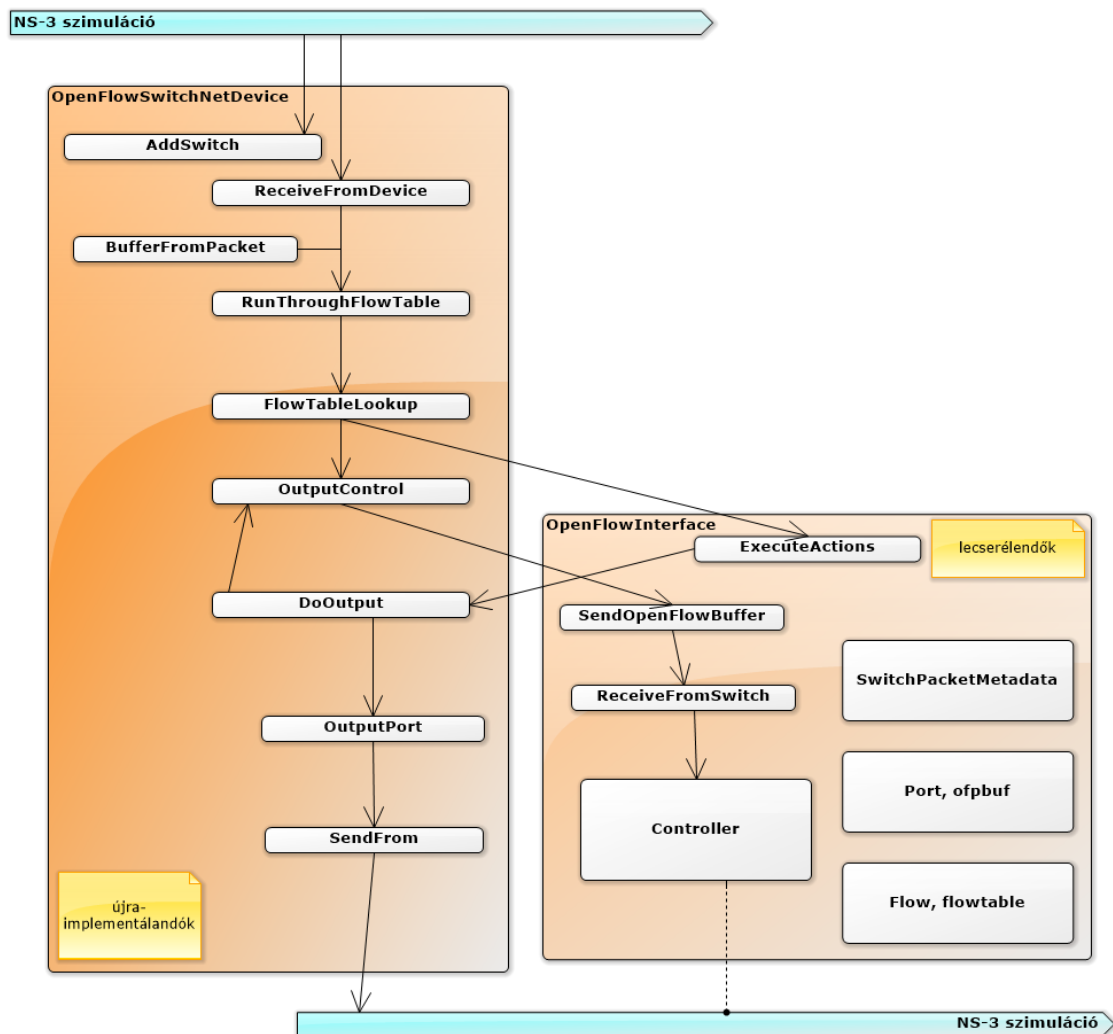 NS-3 szimuláció
OpenFlowSwitchNetDevice
AddSwitch
ReceiveFromDevice
BufferFromPacket
RunThroughFlowTable
FlowTableLookup
OutputControl
DoOutput
OutputPort
SendFrom
újra-
implementálandók
OpenFlowInterface
ExecuteActions
lecserélendők
SendOpenFlowBuffer
ReceiveFromSwitch
Controller
SwitchPacketMetadata
Port, ofpbuf
Flow, flowtable
NS-3 szimuláció